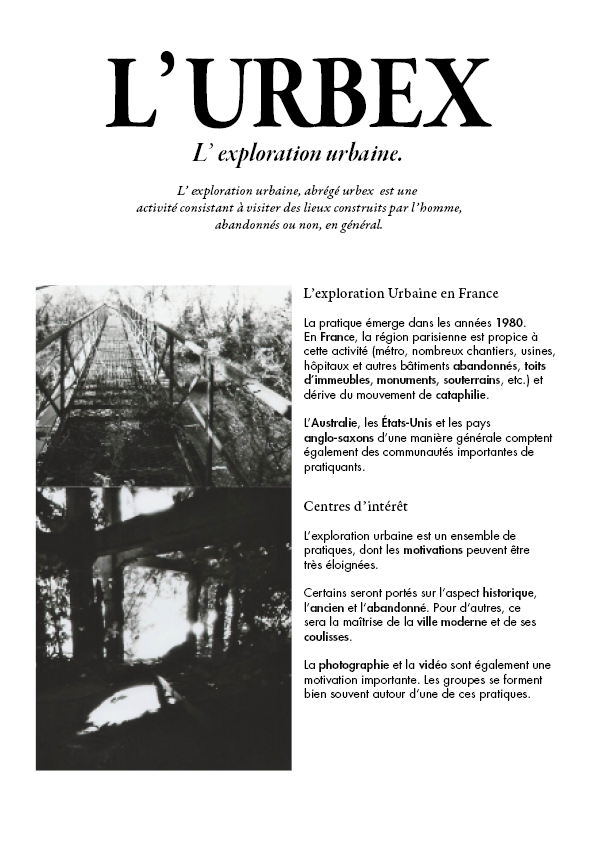 L'URBEX
L' exploration urbaine.
L' exploration urbaine, abrégé urbex est une
activité consistant à visiter des lieux construits par l'homme,
abandonnés ou non, en général.
L'exploration Urbaine en France
La pratique émerge dans les années 1980.
En France, la région parisienne est propice à
cette activité (métro, nombreux chantiers, usines,
hôpitaux et autres bâtiments abandonnés, toits
d'immeubles, monuments, souterrains, etc.) et
dérive du mouvement de cataphilie.
L'Australie, les États-Unis et les pays
anglo-saxons d'une manière générale comptent
également des communautés importantes de
pratiquants.
Centres d'intérêt
L'exploration urbaine est un ensemble de
pratiques, dont les motivations peuvent être
très éloignées.
Certains seront portés sur l'aspect historique,
l'ancien et l'abandonné. Pour d'autres, ce
sera la maîtrise de la ville moderne et de ses
coulisses.
La photographie et la vidéo sont également une
motivation importante. Les groupes se forment
bien souvent autour d'une de ces pratiques.